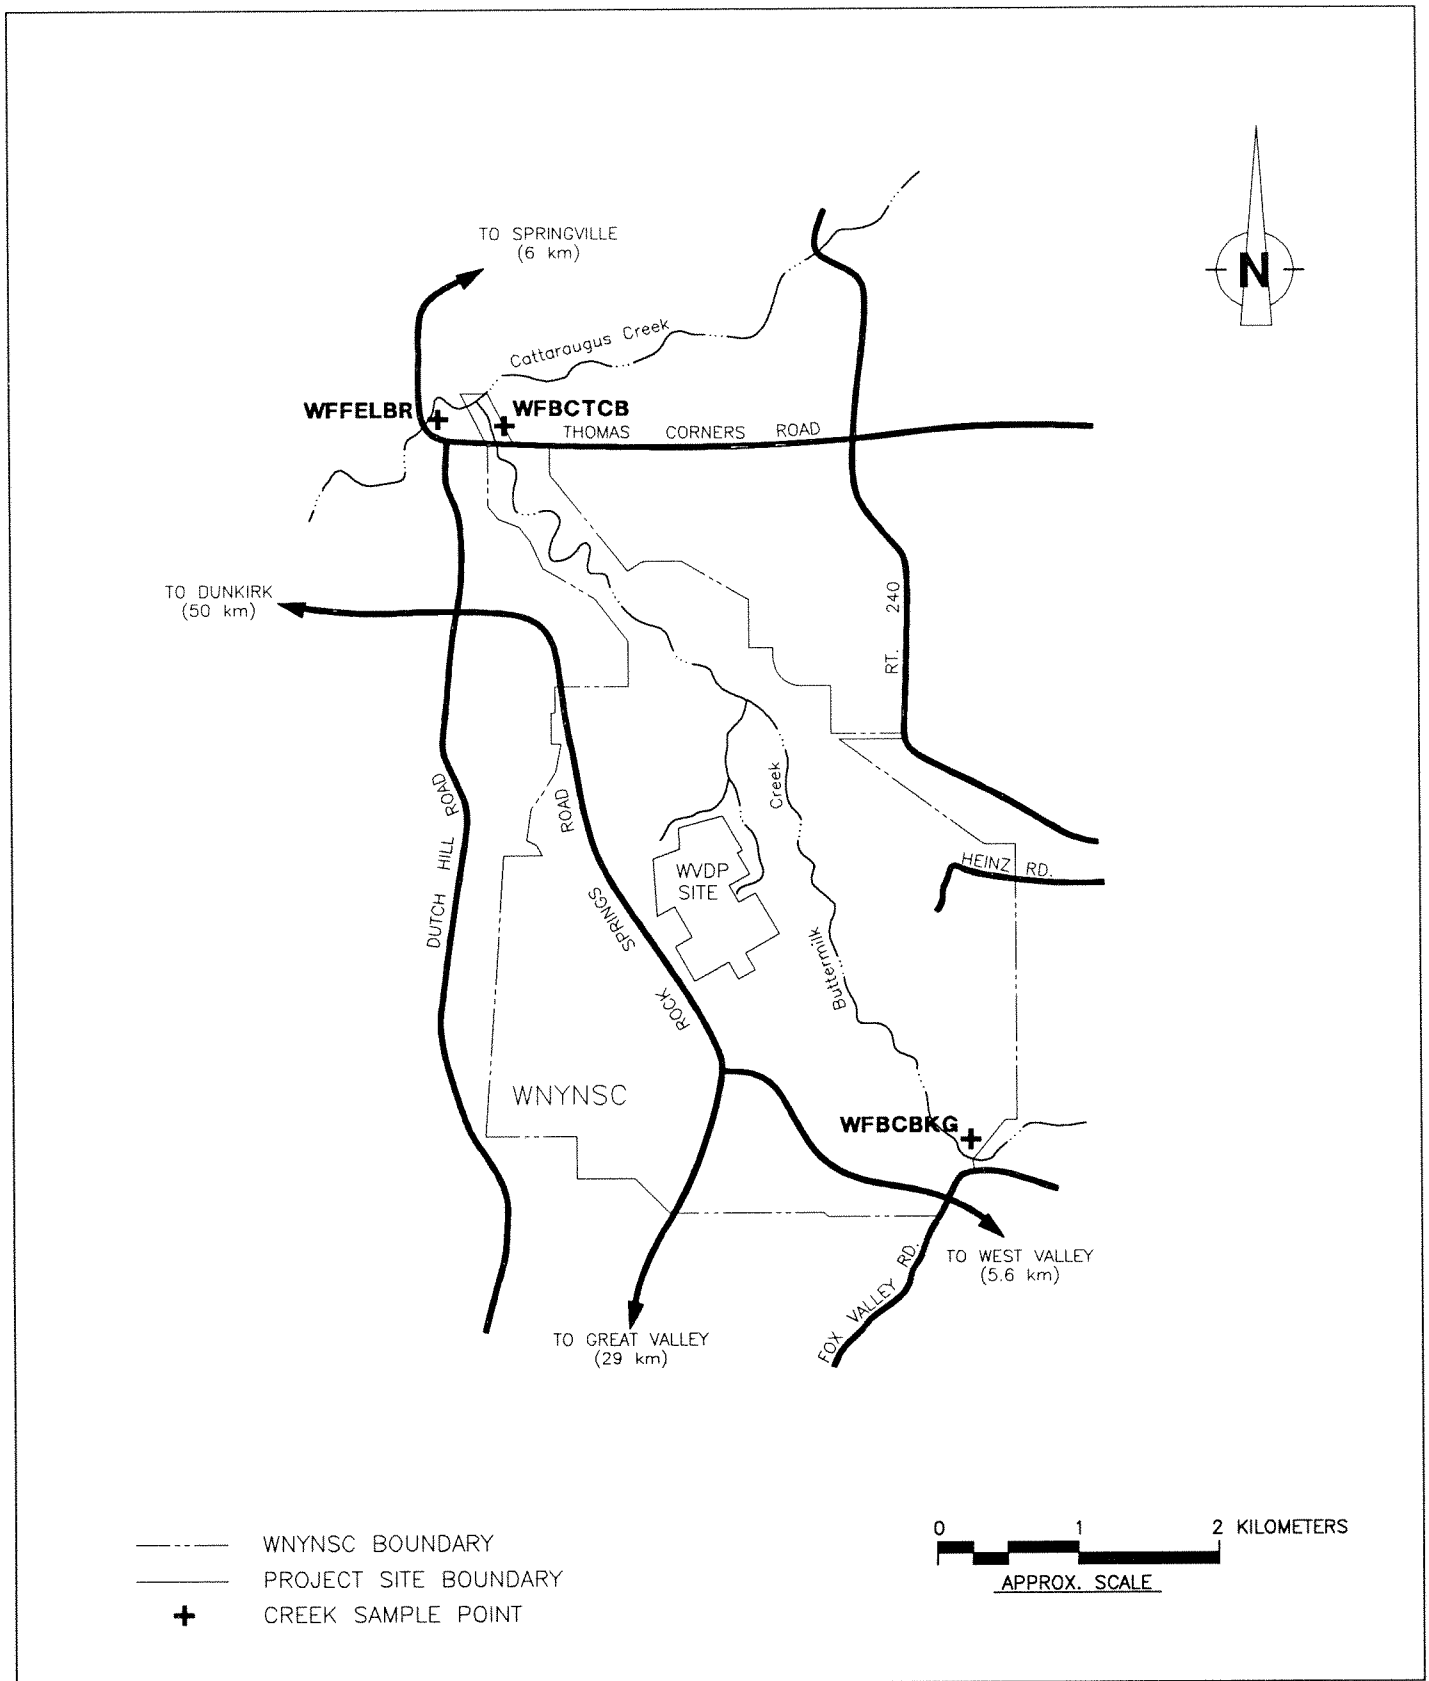 N
TO SPRINGVILLE
(6 km)
Cattaraugus Creek
WFFELBR
WFBCTCB
THOMAS CORNERS ROAD
TO DUNKIRK
(50 km)
RT. 240
DUTCH HILL ROAD
ROCK SPRINGS ROAD
Buttermilk Creek
WVDP
SITE
HEINZ RD.
WNYNSC
WFBCBKG
TO WEST VALLEY
(5.6 km)
FOX VALLEY RD.
TO GREAT VALLEY
(29 km)
WNYNSC BOUNDARY
PROJECT SITE BOUNDARY
CREEK SAMPLE POINT
0 1 2 KILOMETERS
APPROX. SCALE